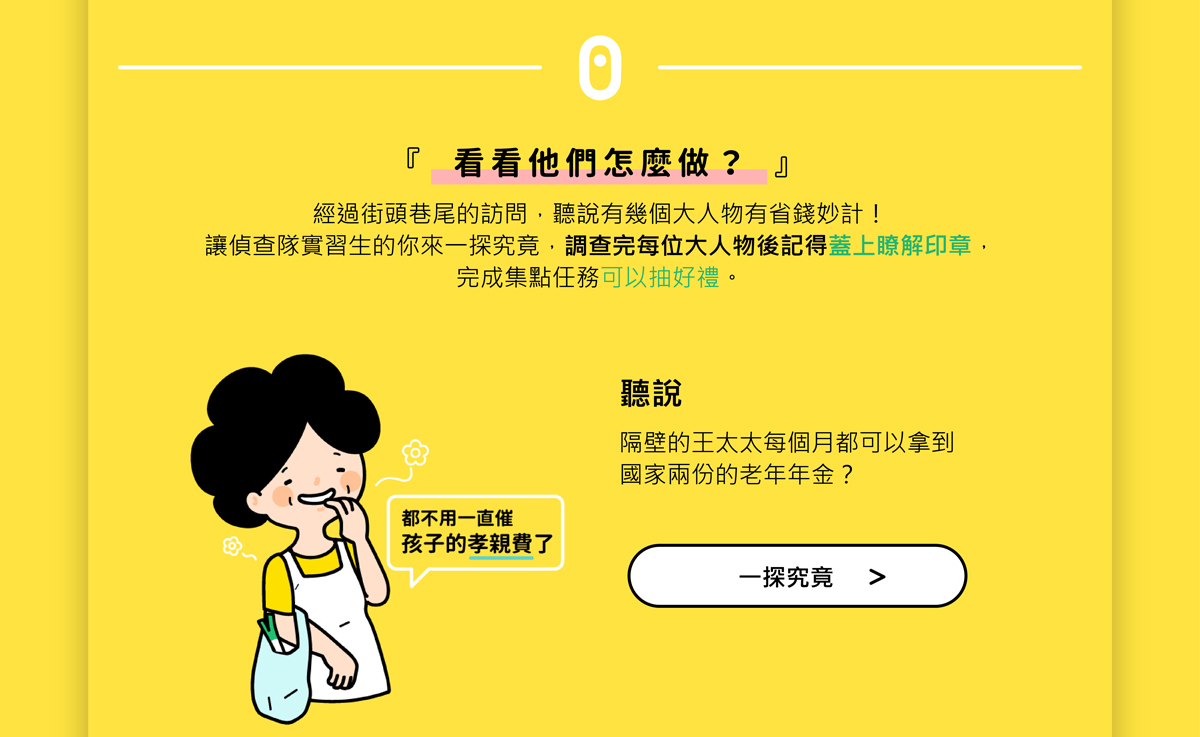 『 看看他們怎麼做？ 』
經過街頭巷尾的訪問，聽說有幾個大人物有省錢妙計！
讓偵查隊實習生的你來一探究竟，調查完每位大人物後記得蓋上瞭解印章，
完成集點任務可以抽好禮。
聽說
隔壁的王太太每個月都可以拿到
國家兩份的老年年金？
都不用一直催
孩子的孝親費了
一探究竟 >